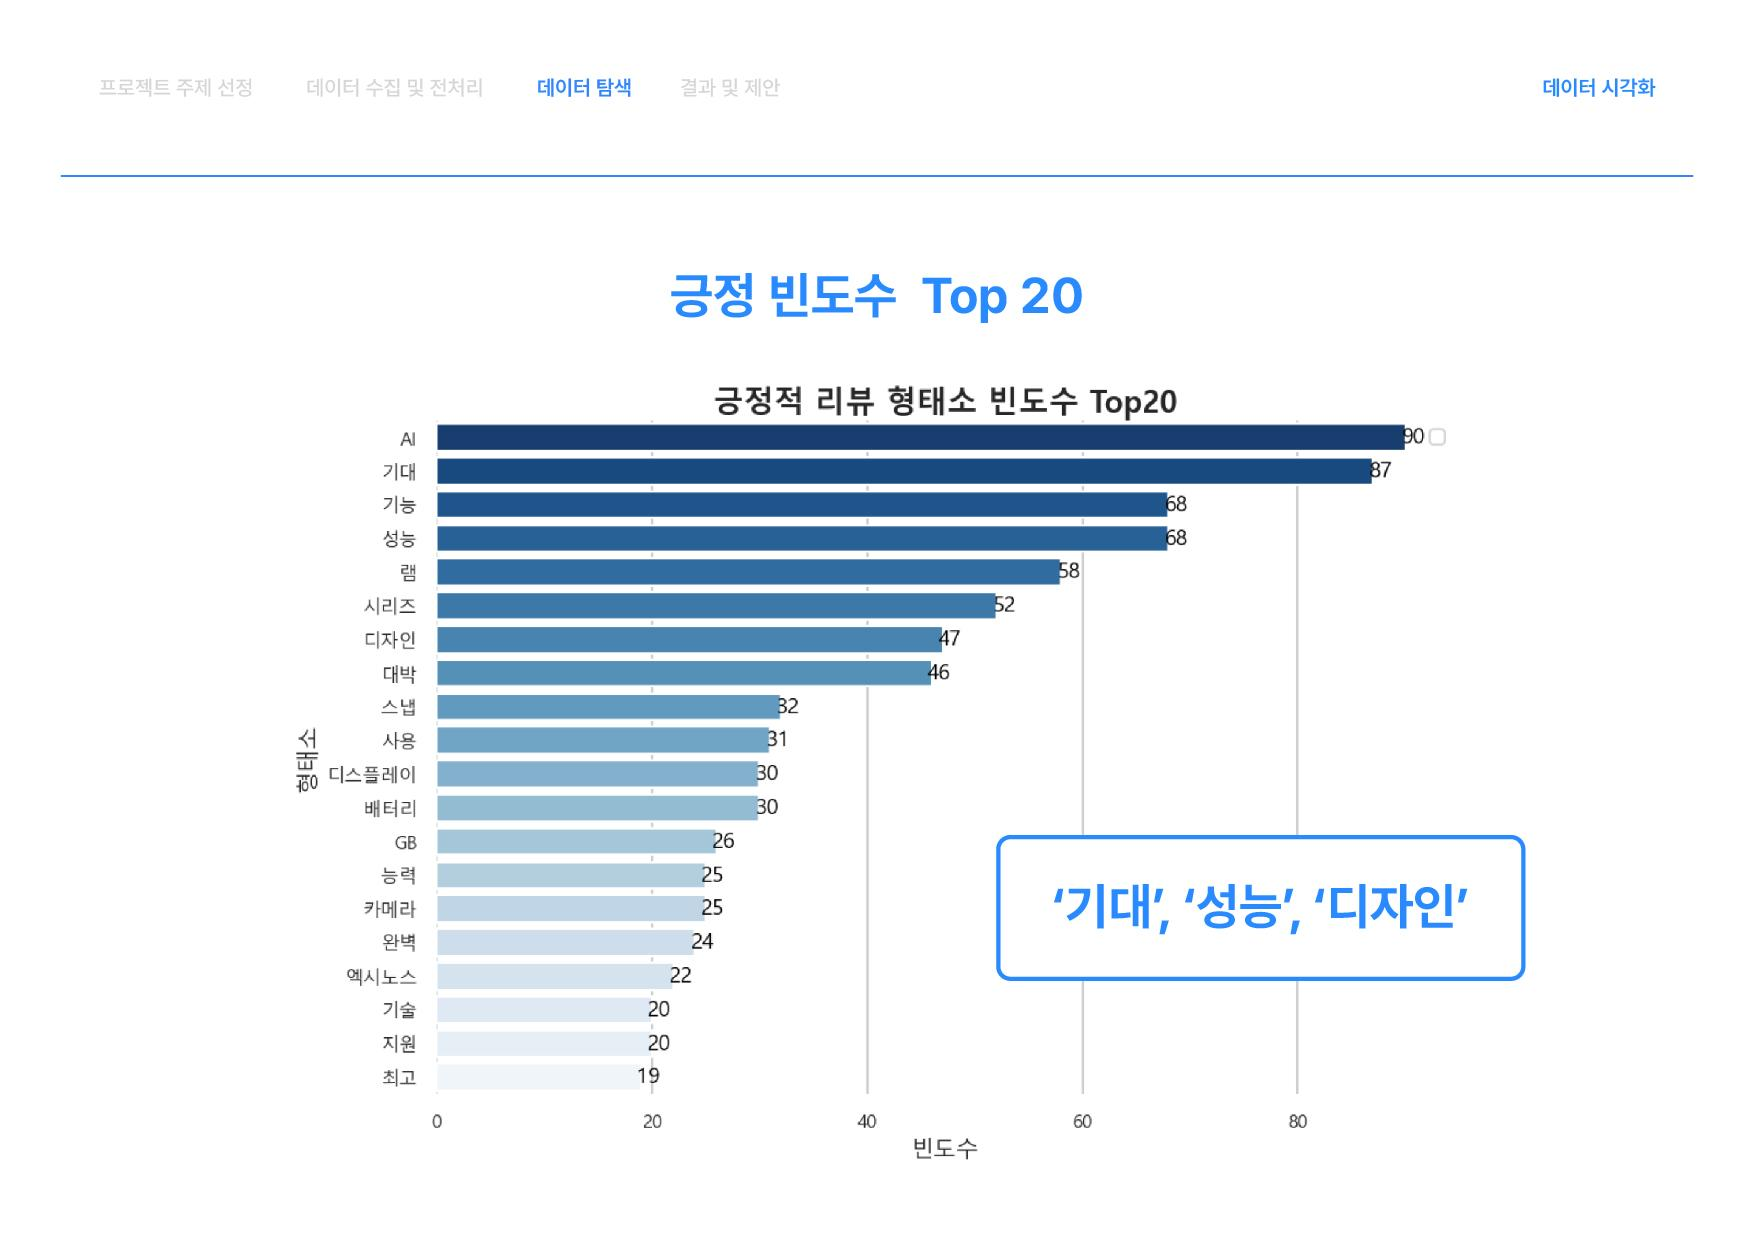 프로젝트 주제 선정 데이터 수집 및 전처리 데이터 탐색 결과 및 제안 데이터 시각화
긍정 빈도수 Top 20
긍정적 리뷰 형태소 빈도수 Top20
AI 90
기대 87
기능 68
성능 68
램 58
시리즈 52
디자인 47
대박 46
스냅 32
사용 31
디스플레이 30
배터리 30
GB 26
능력 25
카메라 25
완벽 24
엑시노스 22
기술 20
지원 20
최고 19
형태소
‘기대’, ‘성능’, ‘디자인’
0 20 40 60 80
빈도수